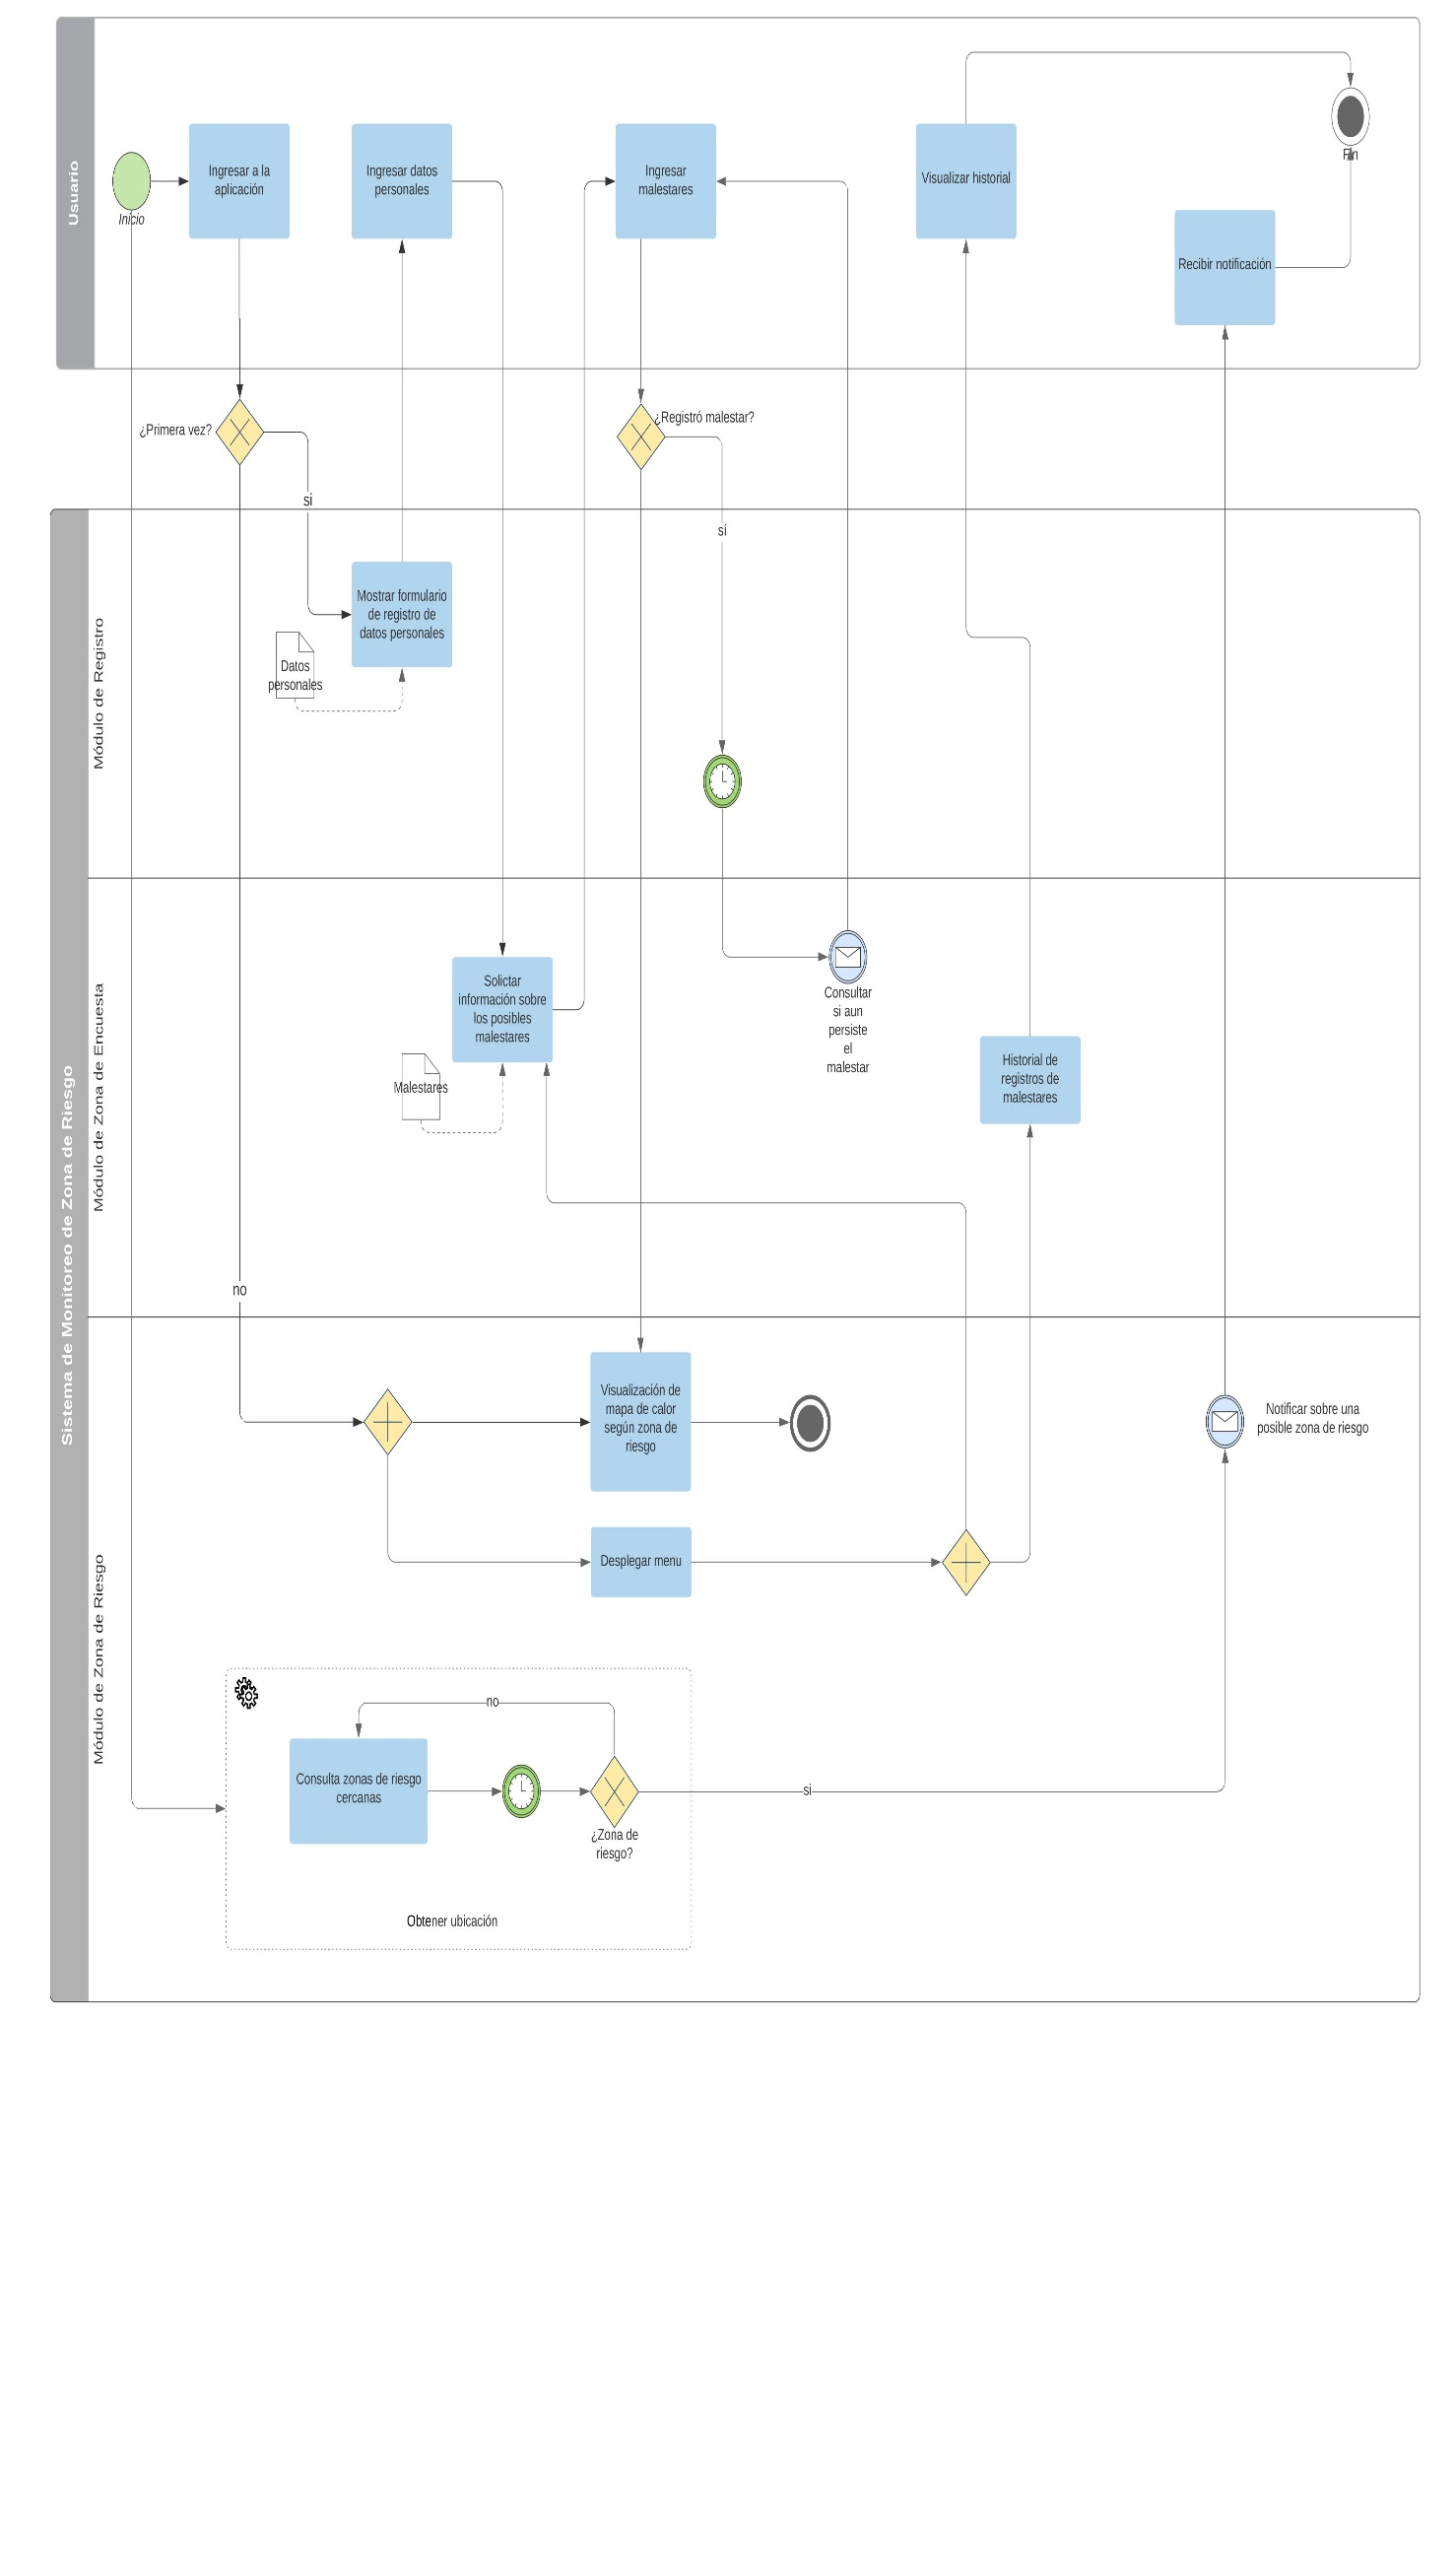 Usuario
Inicio
Ingresar a la
aplicación
Ingresar datos
personales
Ingresar
malestares
Visualizar historial
Fin
Recibir notificación
¿Primera vez?
¿Registró malestar?
si
sí
Sistema de Monitoreo de Zona de Riesgo
Módulo de Registro
Mostrar formulario
de registro de
datos personales
Datos
personales
Módulo de Zona de Encuesta
Solictar
información sobre
los posibles
malestares
Malestares
Consultar
si aun
persiste
el
malestar
Historial de
registros de
malestares
no
Módulo de Zona de Riesgo
Visualización de
mapa de calor
según zona de
riesgo
Notificar sobre una
posible zona de riesgo
Desplegar menu
no
Consulta zonas de riesgo
cercanas
si
¿Zona de
riesgo?
Obtener ubicación